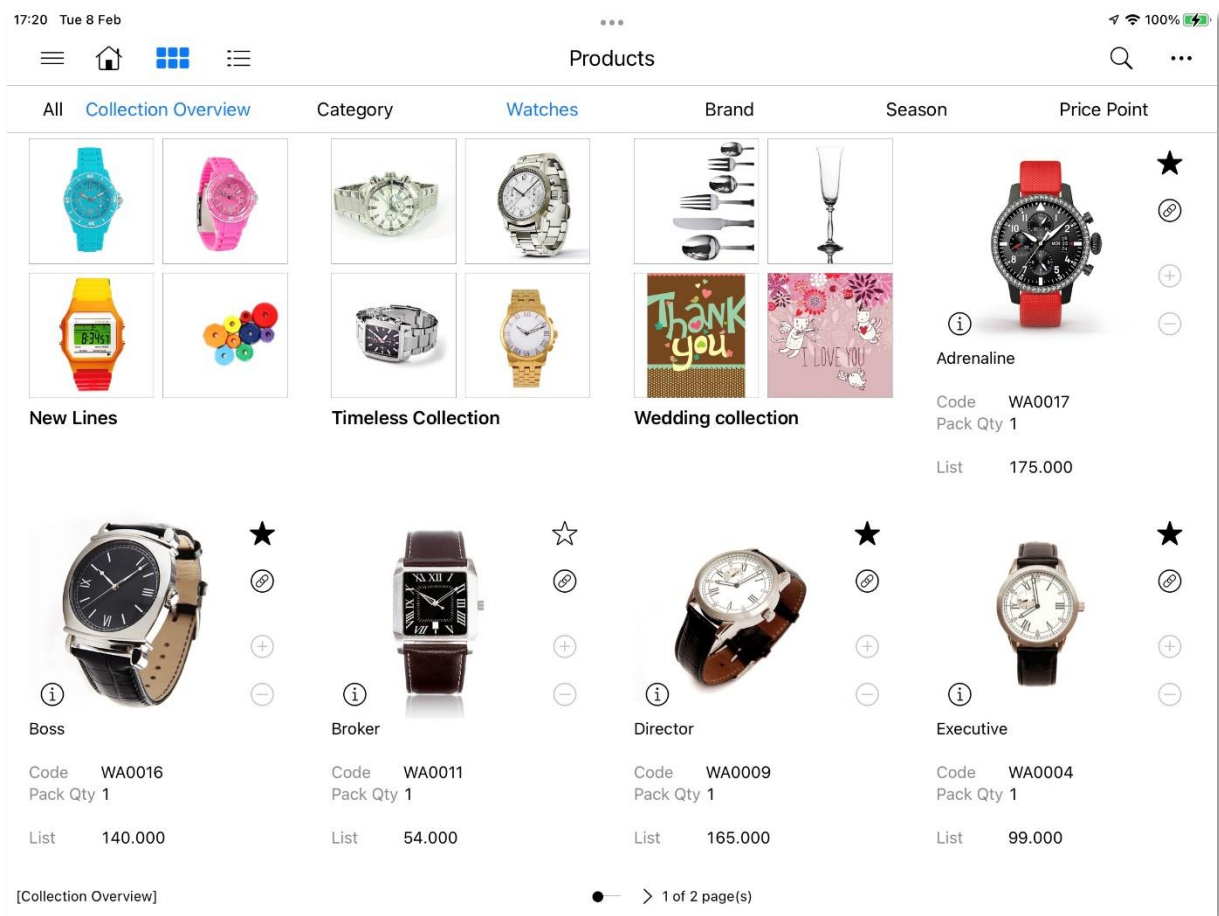 17:20 Tue 8 Feb
100%
Products
All Collection Overview Category Watches Brand Season Price Point
8:3457
ThANK
you
I LOVE YOU
New Lines
Timeless Collection
Wedding collection
Adrenaline
Code WA0017
Pack Qty 1
List 175.000
Boss
Code WA0016
Pack Qty 1
List 140.000
Broker
Code WA0011
Pack Qty 1
List 54.000
Director
Code WA0009
Pack Qty 1
List 165.000
Executive
Code WA0004
Pack Qty 1
List 99.000
[Collection Overview]
1 of 2 page(s)